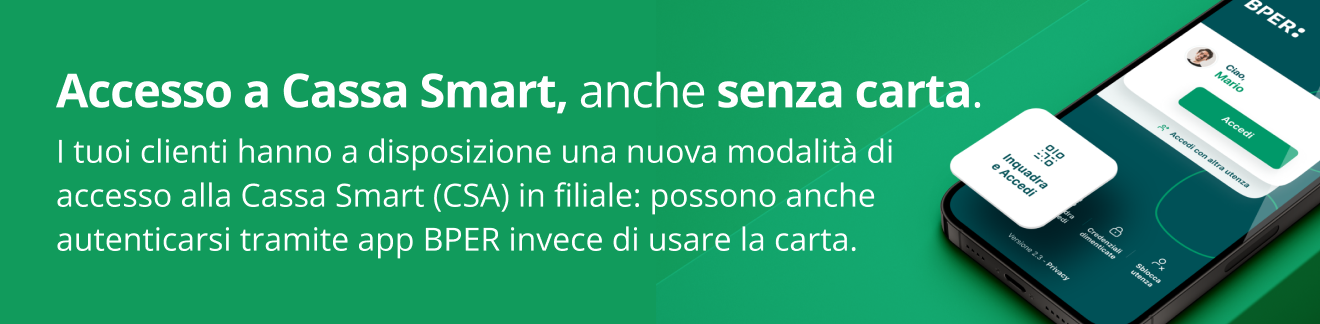 Accesso a Cassa Smart, anche senza carta.
I tuoi clienti hanno a disposizione una nuova modalità di
accesso alla Cassa Smart (CSA) in filiale: possono anche
autenticarsi tramite app BPER invece di usare la carta.
BPER:
Ciao,
Mario
Accedi
Accedi con altra utenza
Inquadra
e Accedi
Credenziali
dimenticate
Sblocca
utenza
Versione 2.3 - Privacy